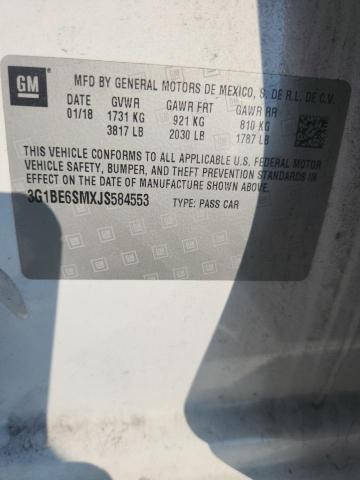 GM
MFD BY GENERAL MOTORS DE MEXICO, S. DE R.L. DE C.V.
DATE GVWR GAWR FRT GAWR RR
01/18 1731 KG 921 KG 810 KG
3817 LB 2030 LB 1787 LB
THIS VEHICLE CONFORMS TO ALL APPLICABLE U.S. FEDERAL MOTOR
VEHICLE SAFETY, BUMPER, AND THEFT PREVENTION STANDARDS
IN EFFECT ON THE DATE OF MANUFACTURE SHOWN ABOVE.
3G1BE6SMXJS584553 TYPE: PASS CAR